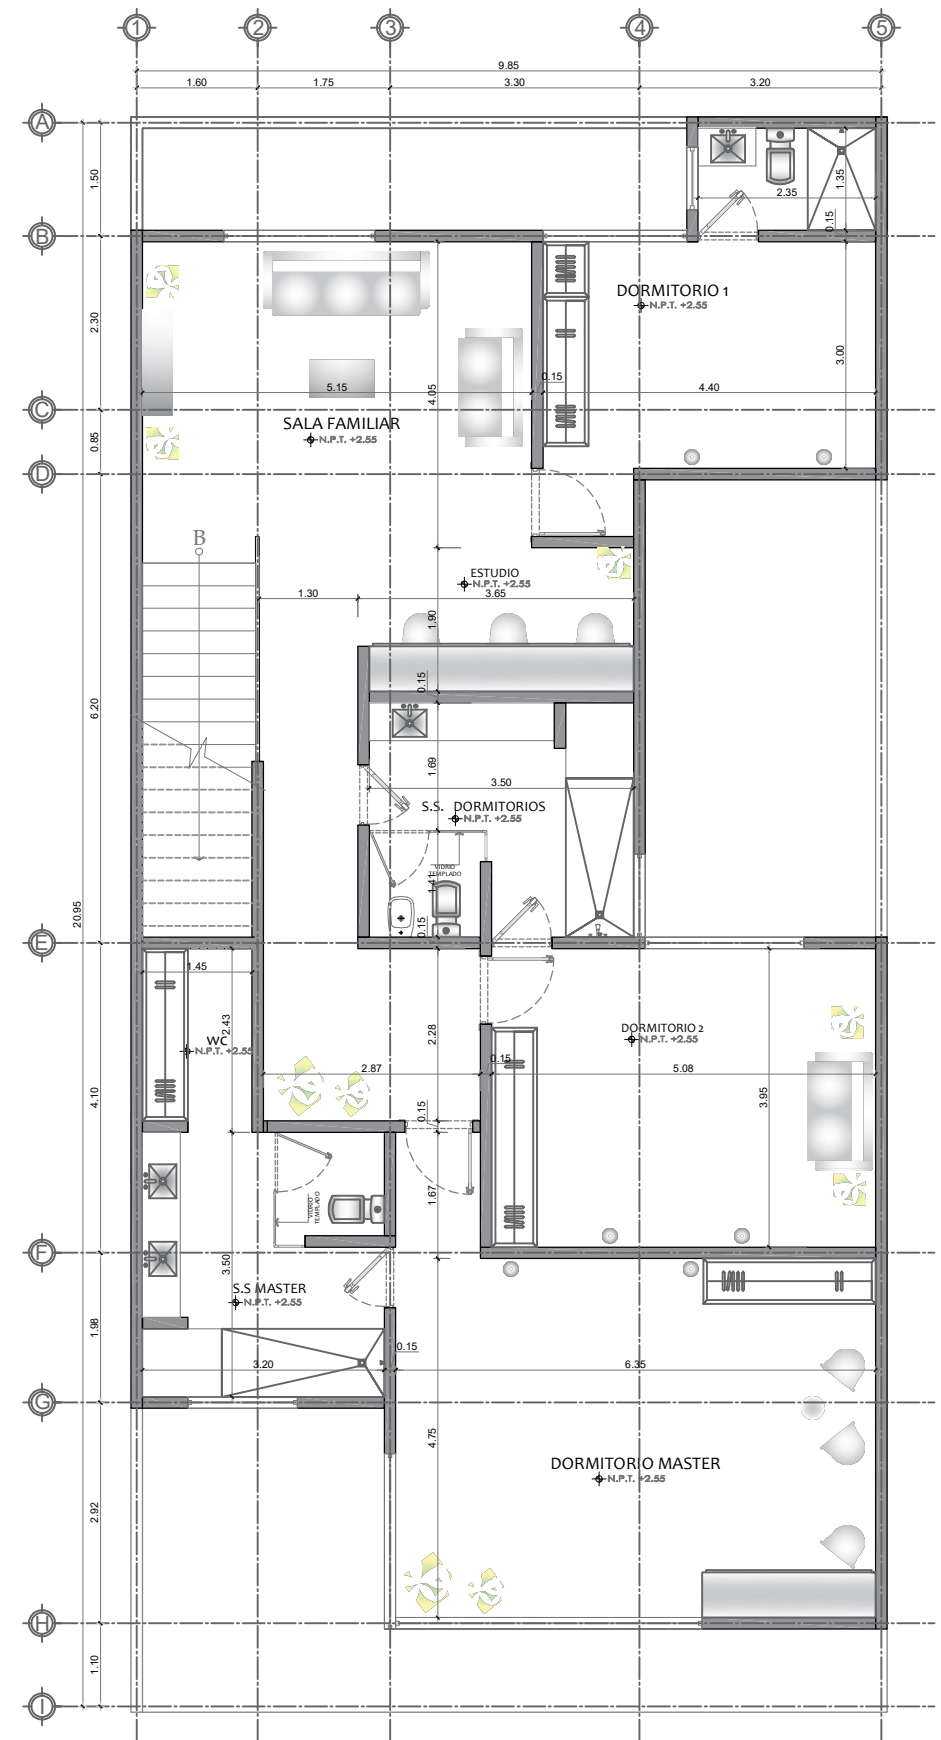 1 2 3 4 5
9.85
1.60 1.75 3.30 3.20
A
1.50
1.35
2.35
0.15
B
DORMITORIO 1
N.P.T. +2.55
2.30
3.00
0.15
5.15
4.05
4.40
C
SALA FAMILIAR
N.P.T. +2.55
0.85
D
B
ESTUDIO
N.P.T. +2.55
1.30
3.65
1.90
0.15
6.20
1.69
3.50
S.S. DORMITORIOS
N.P.T. +2.55
VIDRIO
TEMPLADO
1.41
0.15
20.95
E
1.45
2.43
WC
N.P.T. +2.55
2.28
DORMITORIO 2
N.P.T. +2.55
0.15
2.87
5.08
3.95
4.10
0.15
1.67
VIDRIO
TEMPLADO
F
3.50
S.S MASTER
N.P.T. +2.55
1.98
0.15
3.20
6.35
G
4.75
DORMITORIO MASTER
N.P.T. +2.55
2.92
H
1.10
I